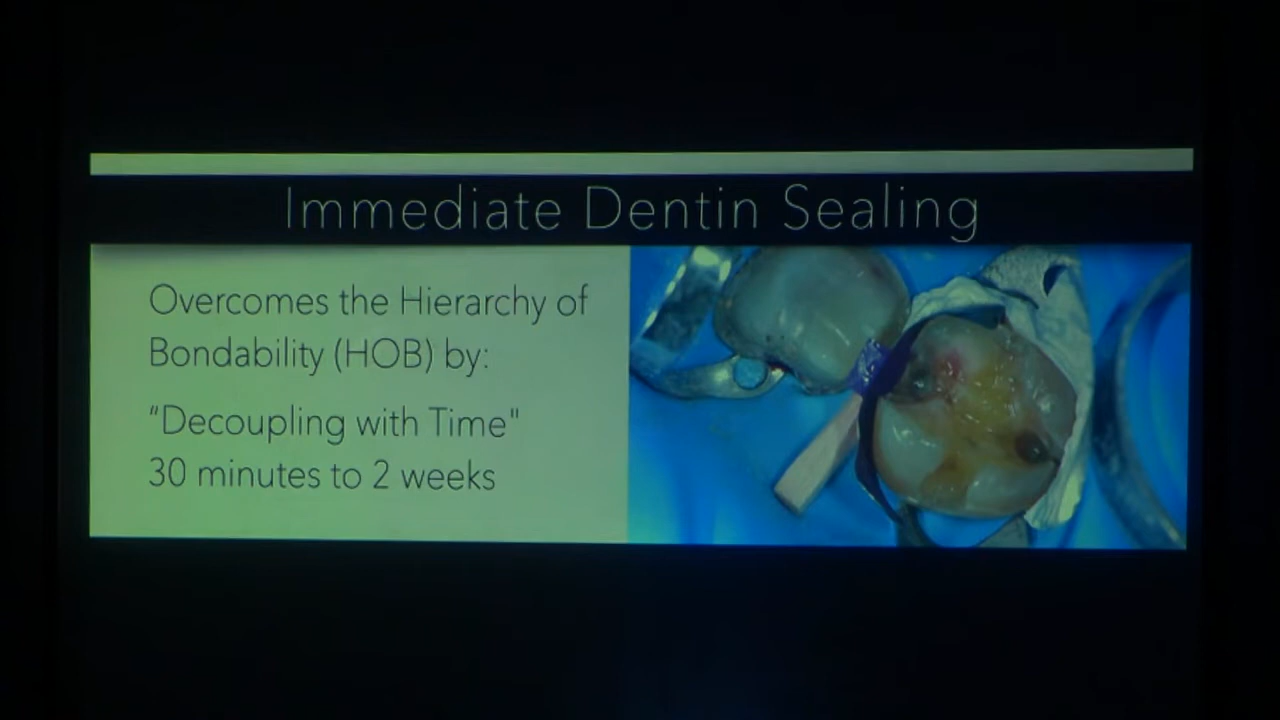 Immediate Dentin Sealing
Overcomes the Hierarchy of
Bondability (HOB) by:
“Decoupling with Time"
30 minutes to 2 weeks